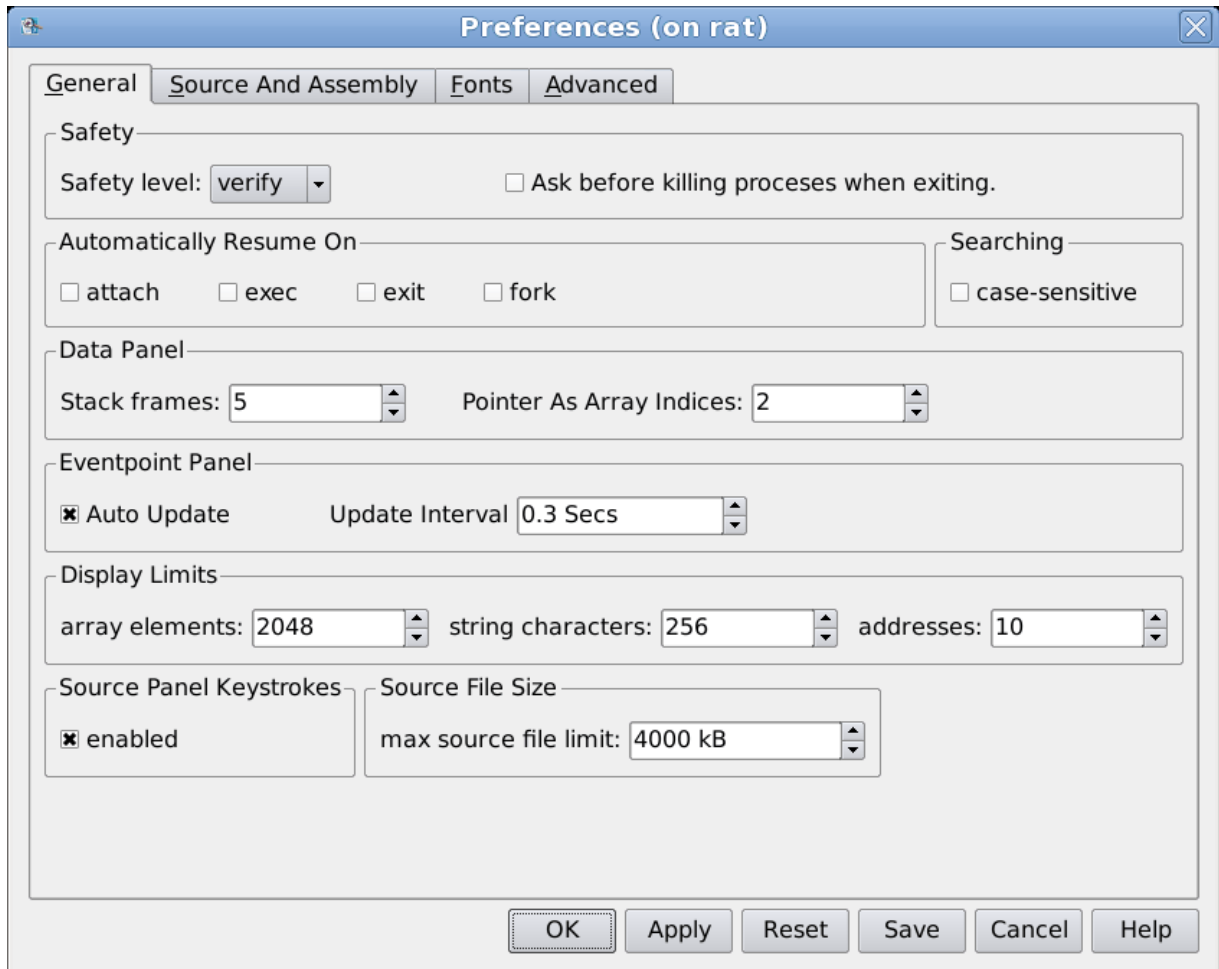 Preferences (on rat)
General Source And Assembly Fonts Advanced
Safety
Safety level: verify Ask before killing proceses when exiting.
Automatically Resume On Searching
attach exec exit fork case-sensitive
Data Panel
Stack frames: 5 Pointer As Array Indices: 2
Eventpoint Panel
Auto Update Update Interval 0.3 Secs
Display Limits
array elements: 2048 string characters: 256 addresses: 10
Source Panel Keystrokes Source File Size
enabled max source file limit: 4000 kB
OK Apply Reset Save Cancel Help